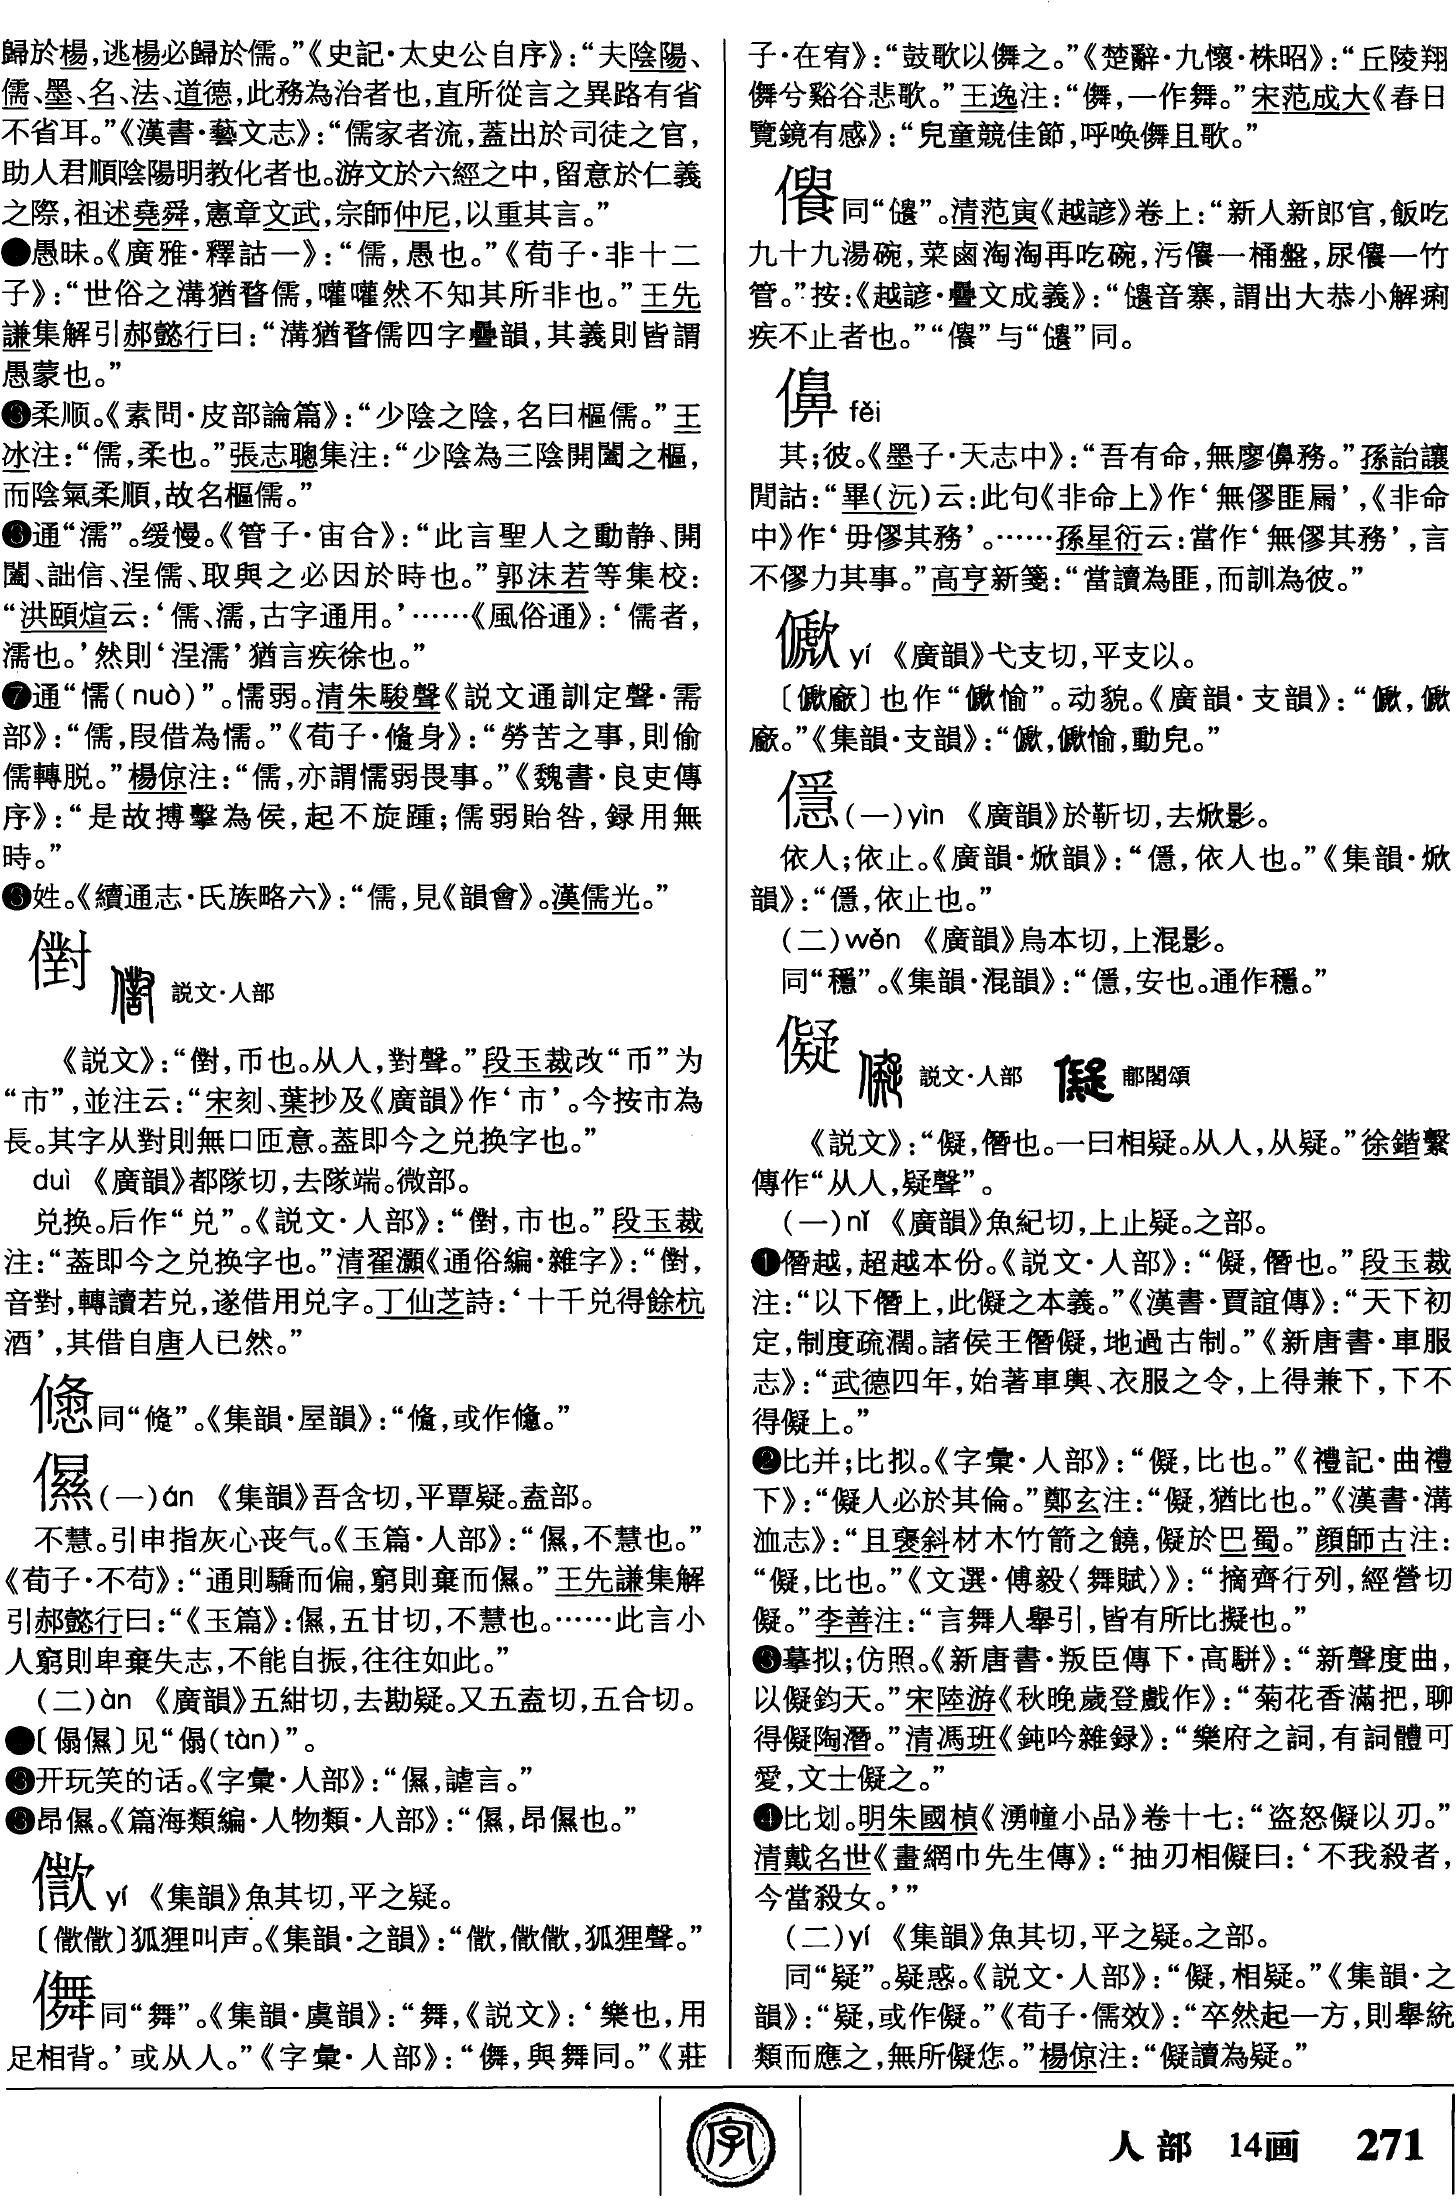 歸於楊，逃楊必歸於儒。”《史記·太史公自序》：“夫陰陽、
儒、墨、名、法、道德，此務為治者也，直所從言之異路有省
不省耳。”《漢書·藝文志》：“儒家者流，蓋出於司徒之官，
助人君順陰陽明教化者也。游文於六經之中，留意於仁義
之際，祖述堯舜，憲章文武，宗師仲尼，以重其言。”
愚昧。《廣雅·釋詁一》：“儒，愚也。”《荀子·非十二
子》：“世俗之溝猶瞀儒，嚾嚾然不知其所非也。”王先
謙集解引郝懿行曰：“溝猶瞀儒四字疊韻，其義則皆謂
愚蒙也。”
柔顺。《素問·皮部論篇》：“少陰之陰，名曰樞儒。”王
冰注：“儒，柔也。”張志聰集注：“少陰為三陰開闔之樞，
而陰氣柔順，故名樞儒。”
通“濡”。缓慢。《管子·宙合》：“此言聖人之動静、開
闔、詘信、浧儒、取與之必因於時也。”郭沫若等集校：
“洪頤煊云：‘儒、濡，古字通用。’……《風俗通》：‘儒者，
濡也。’然則‘浧濡’猶言疾徐也。”
❼通“懦(nuò)”。懦弱。清朱駿聲《説文通訓定聲·需
部》：“儒，叚借為懦。”《荀子·脩身》：“勞苦之事，則偷
儒轉脱。”楊倞注：“儒，亦謂懦弱畏事。”《魏書·良吏傳
序》：“是故搏擊為侯，起不旋踵；儒弱貽咎，録用無
時。”
姓。《續通志·氏族略六》：“儒，見《韻會》。漢儒光。”
㒛 説文·人部
《説文》：“㒛，帀也。从人，對聲。”段玉裁改“帀”为
“市”，並注云：“宋刻、葉抄及《廣韻》作‘市’。今按市為
長。其字从對則無口匝意。葢即今之兑换字也。”
duì 《廣韻》都隊切，去隊端。微部。
兑换。后作“兑”。《説文·人部》：“㒛，市也。”段玉裁
注：“葢即今之兑换字也。”清翟灝《通俗編·雜字》：“㒛，
音對，轉讀若兑，遂借用兑字。丁仙芝詩：‘十千兑得餘杭
酒’，其借自唐人已然。”
同“ ”。《集韻·屋韻》：“ ，或作 。”
儑(一)án 《集韻》吾含切，平覃疑。盍部。
不慧。引申指灰心丧气。《玉篇·人部》：“儑，不慧也。”
《荀子·不苟》：“通則驕而偏，窮則棄而儑。”王先謙集解
引郝懿行曰：“《玉篇》：儑，五甘切，不慧也。……此言小
人窮則卑棄失志，不能自振，往往如此。”
(二)àn 《廣韻》五紺切，去勘疑。又五盍切，五合切。
〔傝儑〕见“傝(tàn)”。
开玩笑的话。《字彙·人部》：“儑，謔言。”
昂儑。《篇海類編·人物類·人部》：“儑，昂儑也。”
yí 《集韻》魚其切，平之疑。
〔 〕狐狸叫声。《集韻·之韻》：“ ， ，狐狸聲。”
儛同“舞”。《集韻·虞韻》：“舞，《説文》：‘樂也，用
足相背。’或从人。”《字彙·人部》：“儛，與舞同。”《莊
子·在宥》：“鼓歌以儛之。”《楚辭·九懷·株昭》：“丘陵翔
儛兮谿谷悲歌。”王逸注：“儛，一作舞。”宋范成大《春日
覽鏡有感》：“兒童競佳節，呼唤儛且歌。”
同“ ”。清范寅《越諺》卷上：“新人新郎官，飯吃
九十九湯碗，菜鹵淘淘再吃碗，污 一桶盤，尿 一竹
管。”按：《越諺·疊文成義》：“ 音寨，謂出大恭小解痢
疾不止者也。”“ ”与“ ”同。
儤 fěi
其；彼。《墨子·天志中》：“吾有命，無廖 務。”孫詒讓
閒詁：“畢(沅)云：此句《非命上》作‘無僇匪扁’，《非命
中》作‘毋僇其務’。……孫星衍云：當作‘無僇其務’，言
不僇力其事。”高亨新箋：“當讀為匪，而訓為彼。”
yí 《廣韻》弋支切，平支以。
〔 〕也作“ ”。动貌。《廣韻·支韻》：“ ，
。”《集韻·支韻》：“ ， ，動皃。”
㒚(一)yìn 《廣韻》於靳切，去焮影。
依人；依止。《廣韻·焮韻》：“㒚，依人也。”《集韻·焮
韻》：“㒚，依止也。”
(二)wěn 《廣韻》烏本切，上混影。
同“穩”。《集韻·混韻》：“㒚，安也。通作穩。”
儗 説文·人部 郙閣頌
《説文》：“儗，僭也。一曰相疑。从人，从疑。”徐鍇繫
傳作“从人，疑聲”。
(一)nǐ 《廣韻》魚紀切，上止疑。之部。
❶僭越，超越本份。《説文·人部》：“儗，僭也。”段玉裁
注：“以下僭上，此儗之本義。”《漢書·賈誼傳》：“天下初
定，制度疏濶。諸侯王僭儗，地過古制。”《新唐書·車服
志》：“武德四年，始著車輿、衣服之令，上得兼下，下不
得儗上。”
❷比并；比拟。《字彙·人部》：“儗，比也。”《禮記·曲禮
下》：“儗人必於其倫。”鄭玄注：“儗，猶比也。”《漢書·溝
洫志》：“且襃斜材木竹箭之饒，儗於巴蜀。”顔師古注：
“儗，比也。”《文選·傅毅〈舞賦〉》：“摘齊行列，經營切
儗。”李善注：“言舞人舉引，皆有所比擬也。”
❸摹拟；仿照。《新唐書·叛臣傳下·高駢》：“新聲度曲，
以儗鈞天。”宋陸游《秋晚歲登戲作》：“菊花香滿把，聊
得儗陶潛。”清馮班《鈍吟雜録》：“樂府之詞，有詞體可
愛，文士儗之。”
❹比划。明朱國楨《湧幢小品》卷十七：“盗怒儗以刃。”
清戴名世《畫網巾先生傳》：“抽刃相儗曰：‘不我殺者，
今當殺女。’”
(二)yí 《集韻》魚其切，平之疑。之部。
同“疑”。疑惑。《説文·人部》：“儗，相疑。”《集韻·之
韻》：“疑，或作儗。”《荀子·儒效》：“卒然起一方，則舉統
類而應之，無所儗㤰。”楊倞注：“儗讀為疑。”
字
人部 14画 271